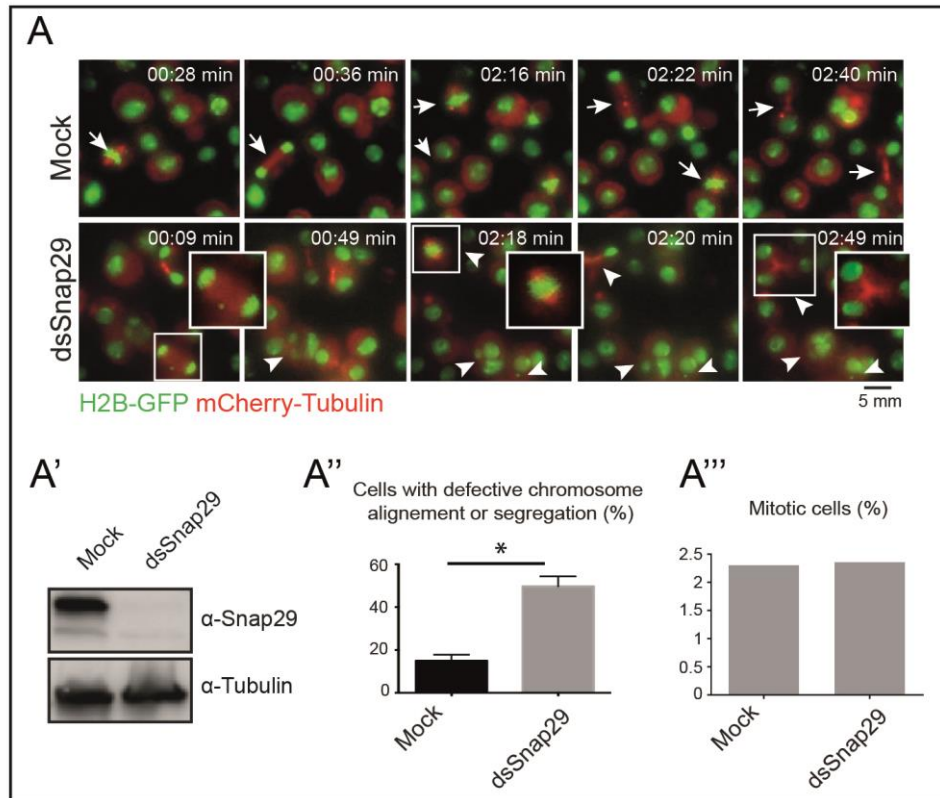 A
00:28 min 00:36 min 02:16 min 02:22 min 02:40 min
Mock
00:09 min 00:49 min 02:18 min 02:20 min 02:49 min
dsSnap29
H2B-GFP mCherry-Tubulin
5 mm
A'
Mock
dsSnap29
α-Snap29
α-Tubulin
A''
Cells with defective chromosome
alignement or segregation (%)
*
60
40
20
0
Mock
dsSnap29
A'''
Mitotic cells (%)
2.5
2
1.5
1
0.5
0
Mock
dsSnap29